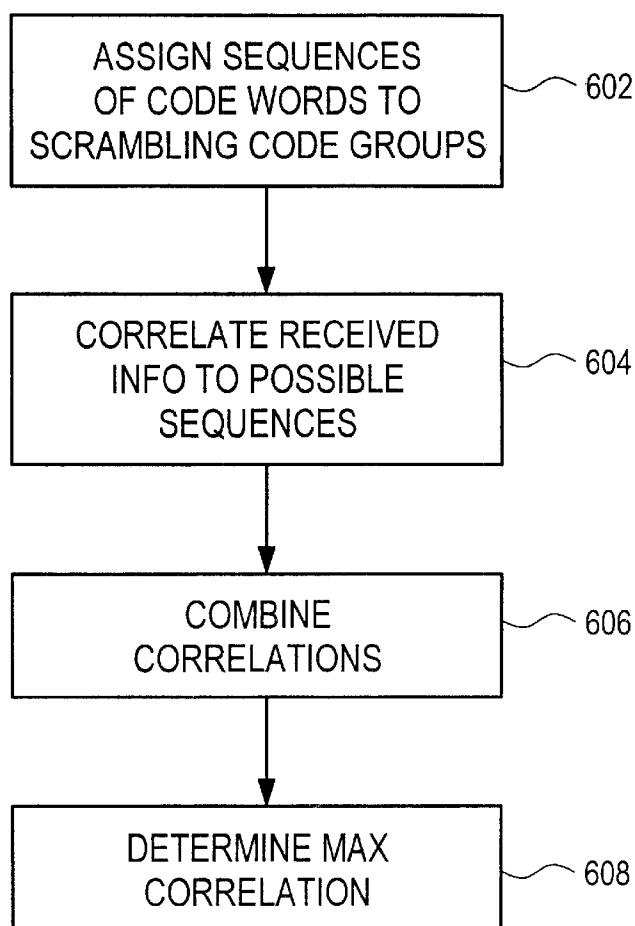 ASSIGN SEQUENCES
OF CODE WORDS TO
SCRAMBLING CODE GROUPS
602
CORRELATE RECEIVED
INFO TO POSSIBLE
SEQUENCES
604
COMBINE
CORRELATIONS
606
DETERMINE MAX
CORRELATION
608